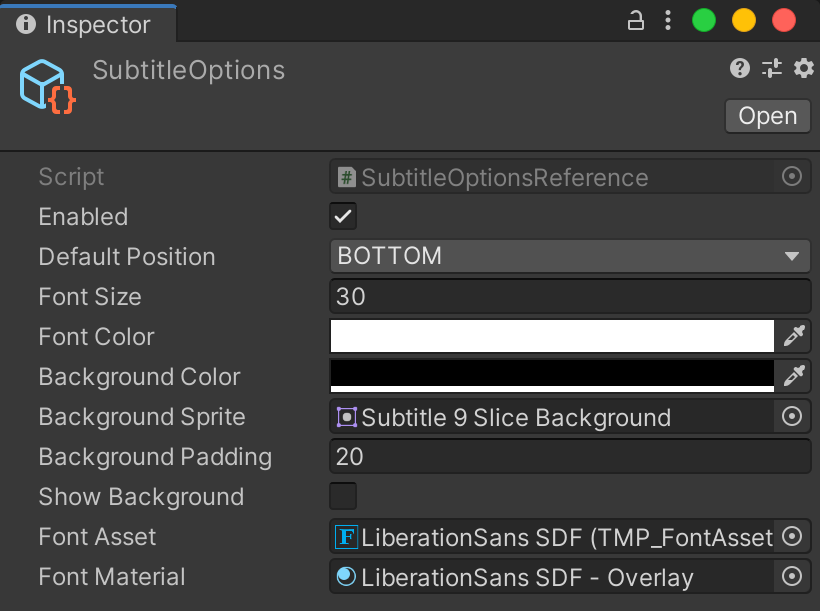 Inspector
SubtitleOptions
Open
Script SubtitleOptionsReference
Enabled
Default Position BOTTOM
Font Size 30
Font Color
Background Color
Background Sprite Subtitle 9 Slice Background
Background Padding 20
Show Background
Font Asset LiberationSans SDF (TMP_FontAsset
Font Material LiberationSans SDF - Overlay